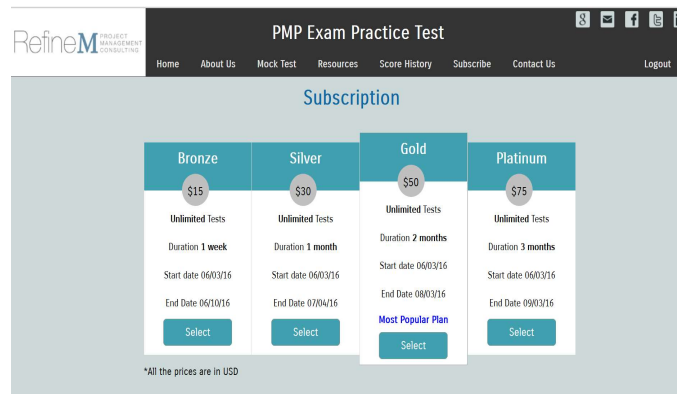 RefineM PROJECT
MANAGEMENT
CONSULTING
PMP Exam Practice Test
Home About Us Mock Test Resources Score History Subscribe Contact Us Logout
Subscription
Bronze
$15
Unlimited Tests
Duration 1 week
Start date 06/03/16
End Date 06/10/16
Select
Silver
$30
Unlimited Tests
Duration 1 month
Start date 06/03/16
End Date 07/04/16
Select
Gold
$50
Unlimited Tests
Duration 2 months
Start date 06/03/16
End Date 08/03/16
Most Popular Plan
Select
Platinum
$75
Unlimited Tests
Duration 3 months
Start date 06/03/16
End Date 09/03/16
Select
*All the prices are in USD